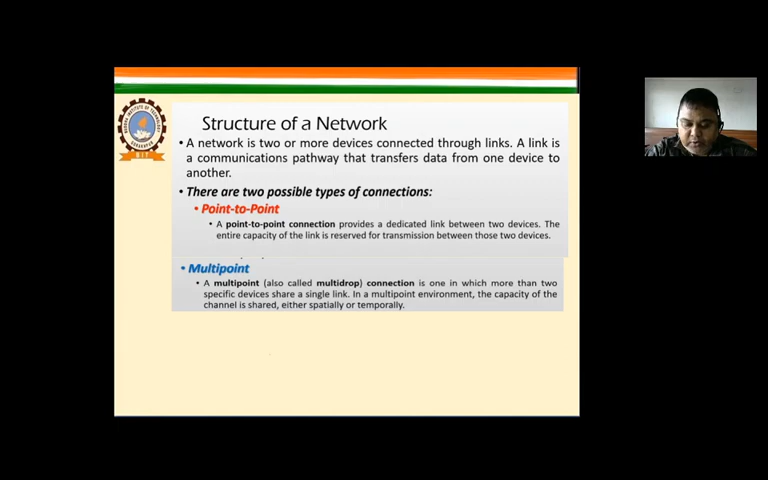 Structure of a Network
• A network is two or more devices connected through links. A link is
a communications pathway that transfers data from one device to
another.
• There are two possible types of connections:
• Point-to-Point
• A point-to-point connection provides a dedicated link between two devices. The
entire capacity of the link is reserved for transmission between those two devices.
• Multipoint
• A multipoint (also called multidrop) connection is one in which more than two
specific devices share a single link. In a multipoint environment, the capacity of the
channel is shared, either spatially or temporally.
BIT